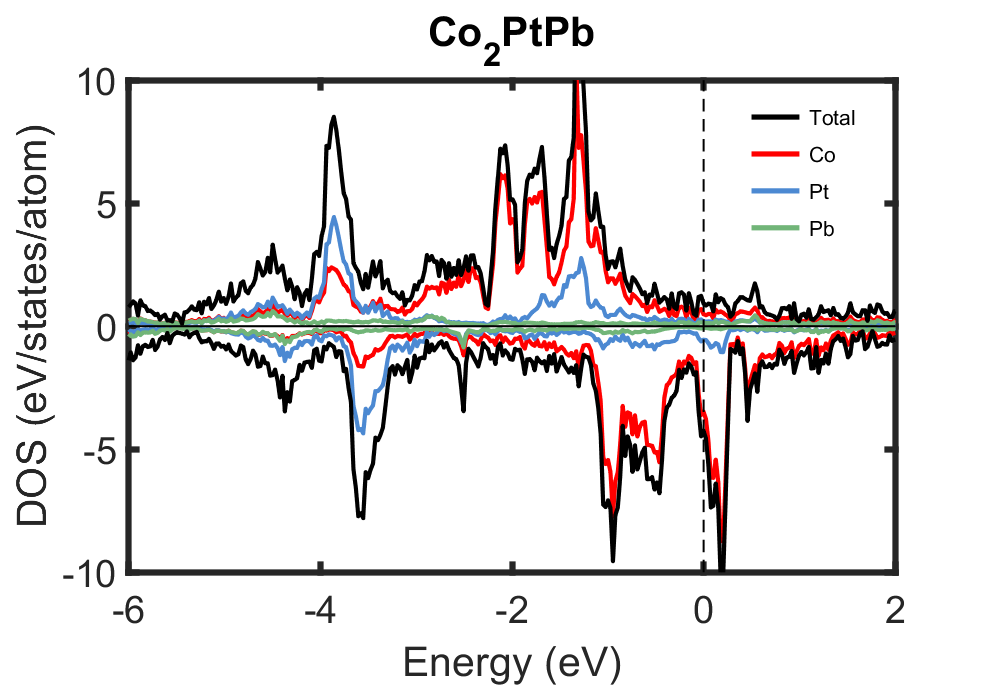 Co2PtPb
10
5
0
-5
-10
DOS (eV/states/atom)
Total
Co
Pt
Pb
-6 -4 -2 0 2
Energy (eV)